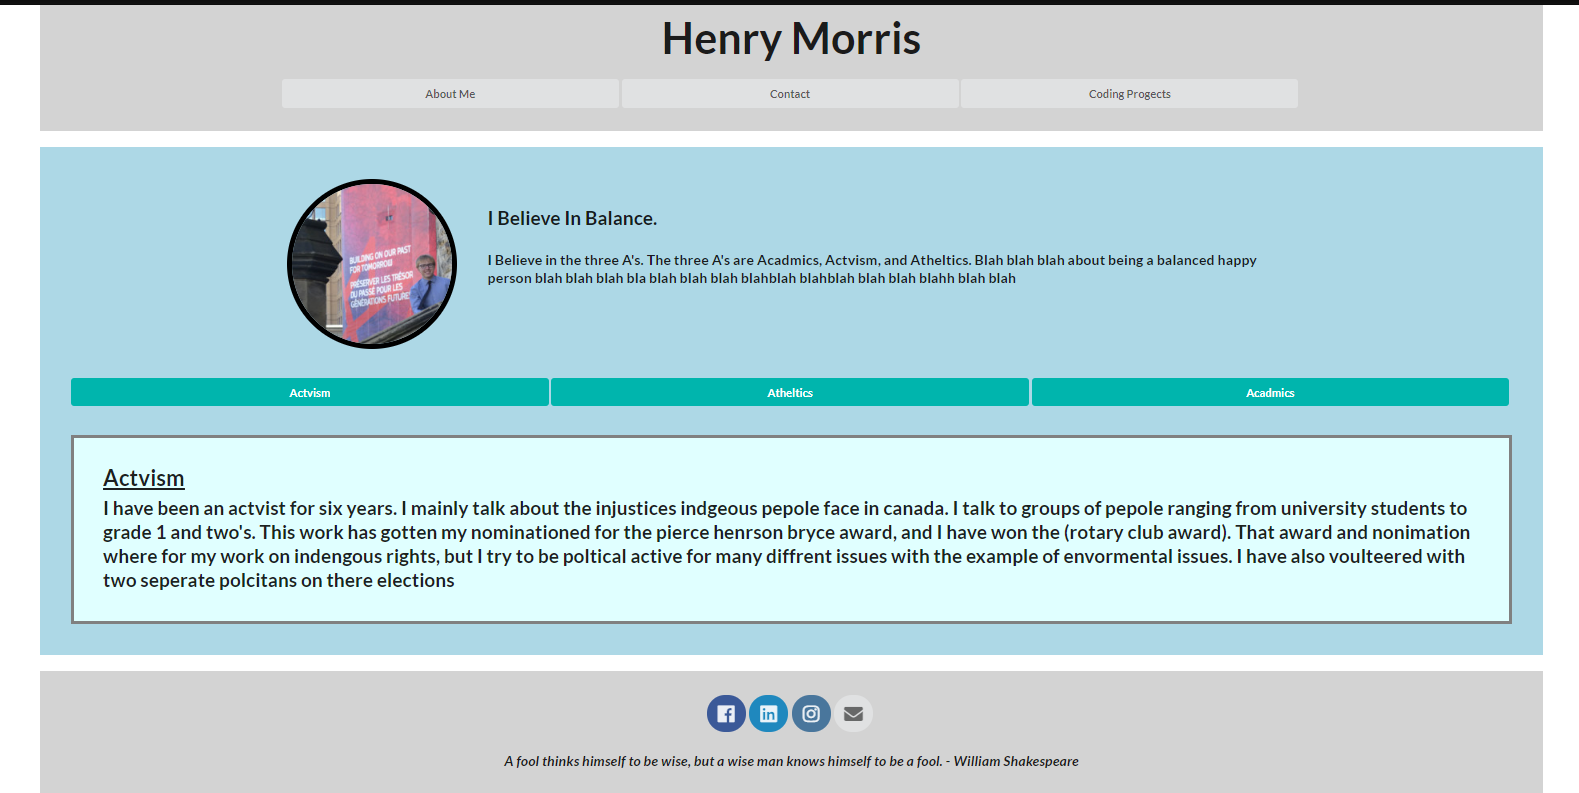 Henry Morris
About Me
Contact
Coding Progects
BUILDING ON OUR PAST
FOR TOMORROW
PRÉSERVER LES TRÉSOR
DU PASSÉ POUR LES
GÉNÉRATIONS FUTURE
I Believe In Balance.
I Believe in the three A's. The three A's are Acadmics, Actvism, and Atheltics. Blah blah blah about being a balanced happy
person blah blah blah bla blah blah blah blahblah blahblah blah blah blahh blah blah
Actvism
Atheltics
Acadmics
Actvism
I have been an actvist for six years. I mainly talk about the injustices indgeous pepole face in canada. I talk to groups of pepole ranging from university students to
grade 1 and two's. This work has gotten my nominationed for the pierce henrson bryce award, and I have won the (rotary club award). That award and nonimation
where for my work on indengous rights, but I try to be poltical active for many diffrent issues with the example of envormental issues. I have also voulteered with
two seperate polcitans on there elections
A fool thinks himself to be wise, but a wise man knows himself to be a fool. - William Shakespeare